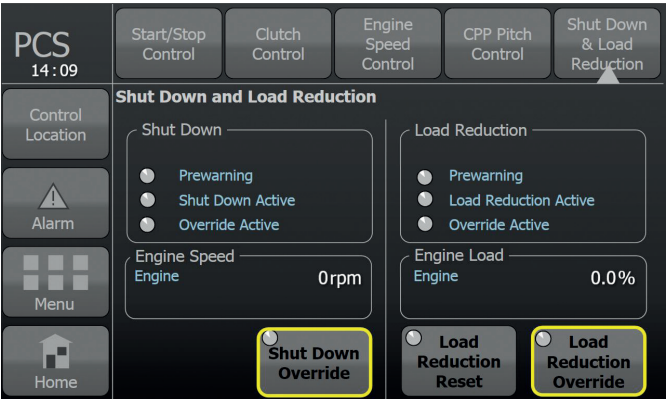 PCS
14:09
Start/Stop
Control
Clutch
Control
Engine
Speed
Control
CPP Pitch
Control
Shut Down
& Load
Reduction
Control
Location
Alarm
Menu
Home
Shut Down and Load Reduction
Shut Down
Prewarning
Shut Down Active
Override Active
Engine Speed
Engine 0rpm
Shut Down
Override
Load Reduction
Prewarning
Load Reduction Active
Override Active
Engine Load
Engine 0.0%
Load
Reduction
Reset
Load
Reduction
Override